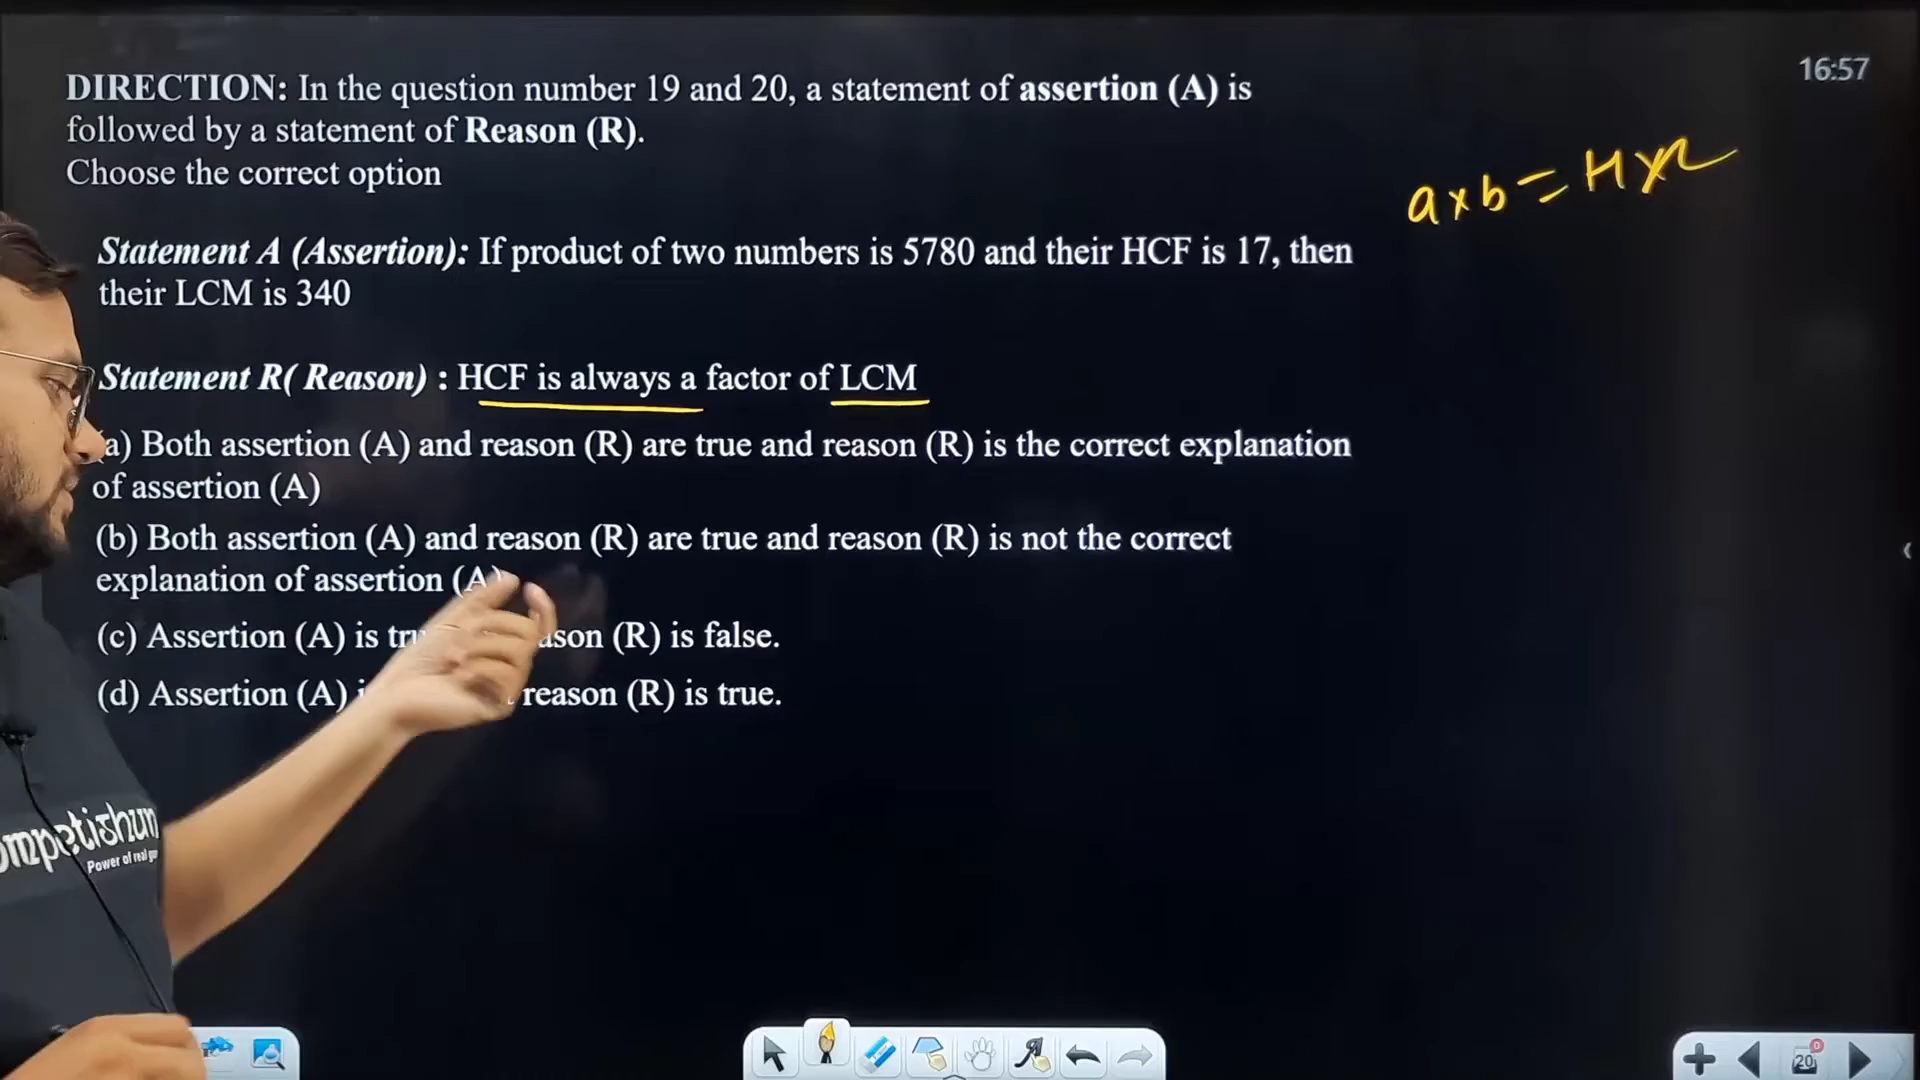 DIRECTION: In the question number 19 and 20, a statement of assertion (A) is
followed by a statement of Reason (R).
Choose the correct option
16:57
a×b=H×
Statement A (Assertion): If product of two numbers is 5780 and their HCF is 17, then
their LCM is 340
Statement R( Reason) : HCF is always a factor of LCM
a) Both assertion (A) and reason (R) are true and reason (R) is the correct explanation
of assertion (A)
(b) Both assertion (A) and reason (R) are true and reason (R) is not the correct
explanation of assertion (A)
(c) Assertion (A) is reason (R) is false.
(d) Assertion (A) reason (R) is true.
ompetishun
Power of real
20
0